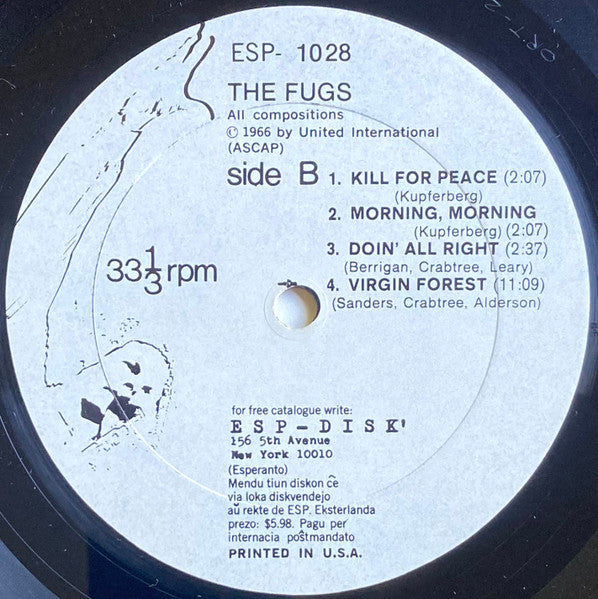 ORT-2
ESP- 1028
THE FUGS
All compositions
© 1966 by United International
(ASCAP)
side B
1. KILL FOR PEACE (2:07)
(Kupferberg)
2. MORNING, MORNING
(Kupferberg) (2:07)
3. DOIN' ALL RIGHT (2:37)
(Berrigan, Crabtree, Leary)
4. VIRGIN FOREST (11:09)
(Sanders, Crabtree, Alderson)
33⅓rpm
for free catalogue write:
ESP-DISK'
156 5th Avenue
New York 10010
(Esperanto)
Mendu tiun diskon ĉe
via loka diskvendejo
aŭ rekte de ESP. Eksterlanda
prezo: $5.98. Pagu per
internacia poŝtmandato
PRINTED IN U.S.A.